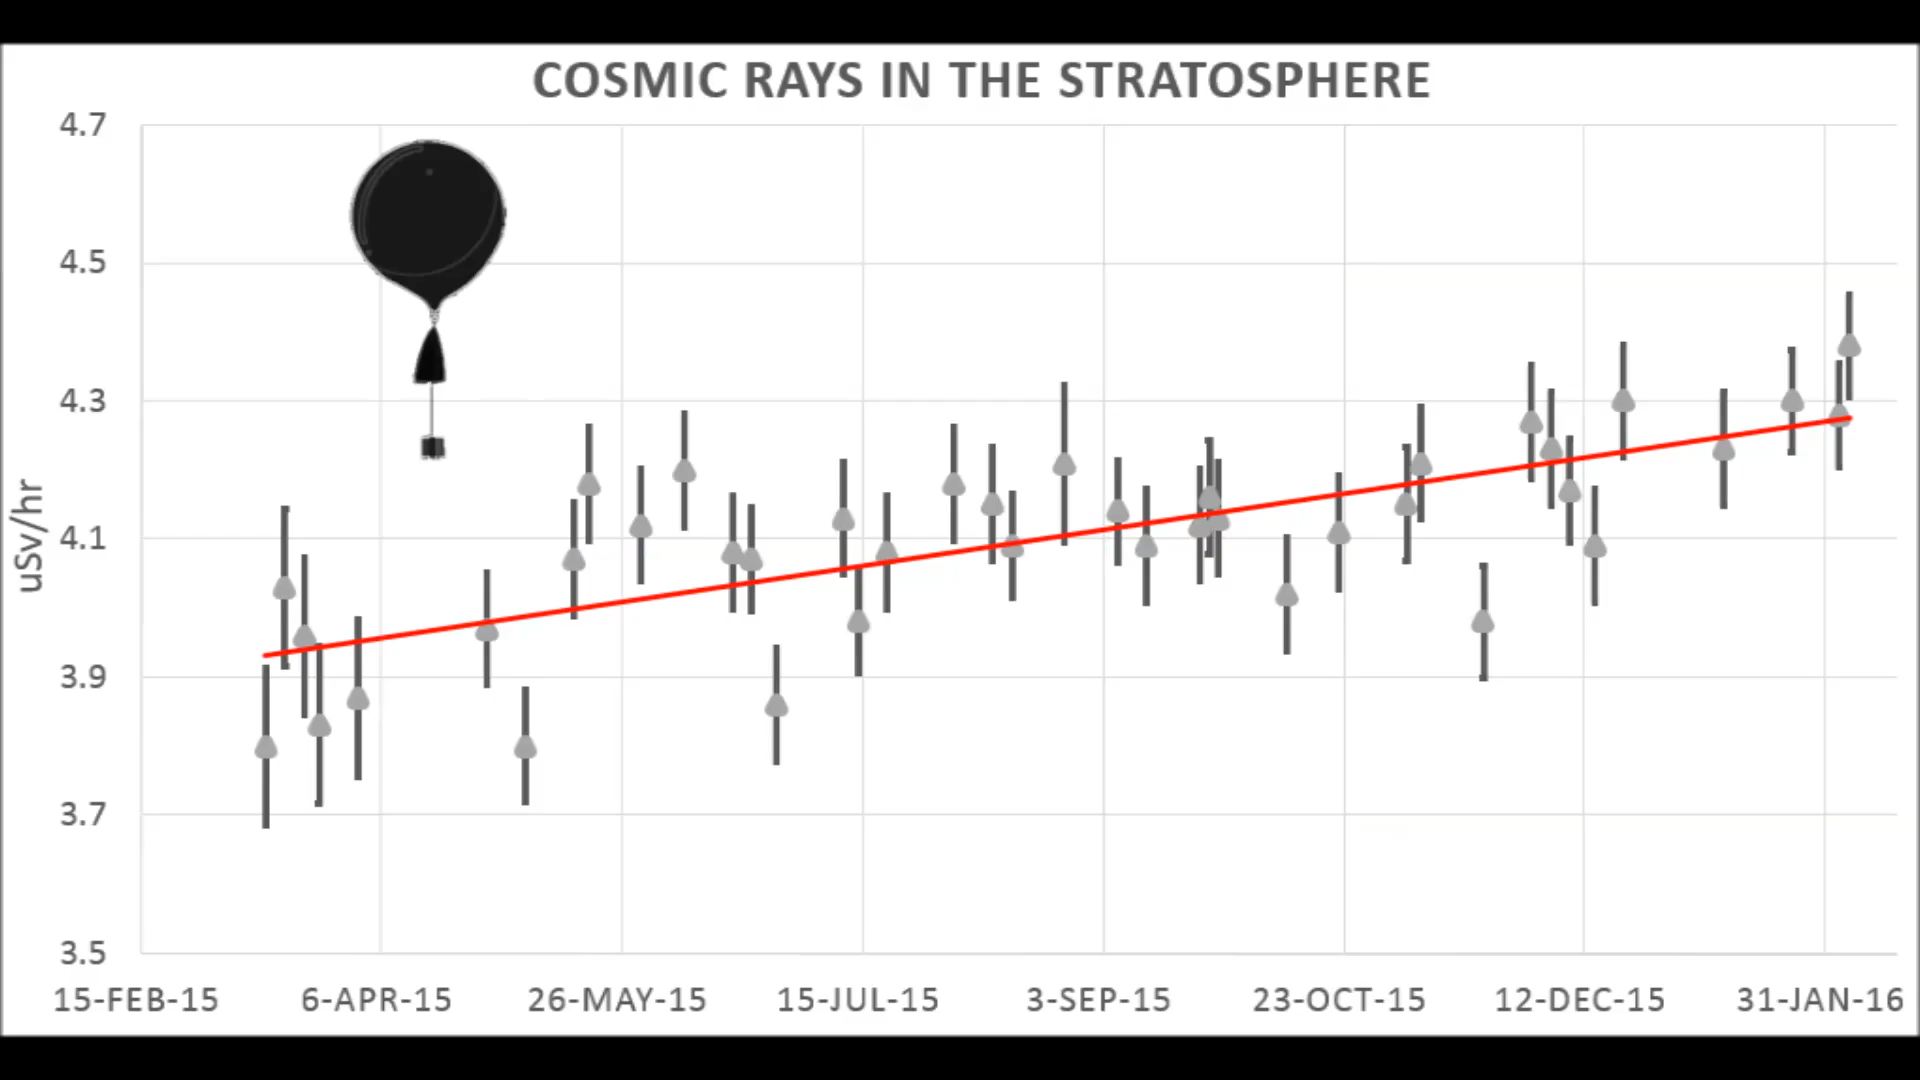 COSMIC RAYS IN THE STRATOSPHERE
4.7
4.5
4.3
4.1
3.9
3.7
3.5
uSv/hr
15-FEB-15 6-APR-15 26-MAY-15 15-JUL-15 3-SEP-15 23-OCT-15 12-DEC-15 31-JAN-16